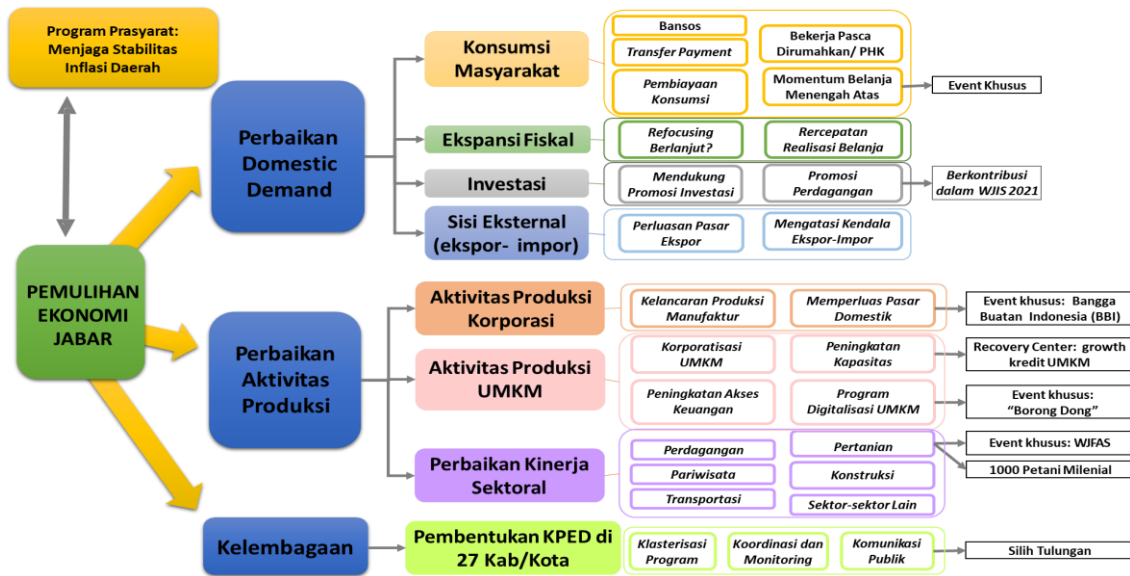 Program Prasyarat:
Menjaga Stabilitas
Inflasi Daerah
PEMULIHAN
EKONOMI
JABAR
Perbaikan
Domestic
Demand
Konsumsi
Masyarakat
Bansos
Transfer Payment
Pembiayaan
Konsumsi
Bekerja Pasca
Dirumahkan/ PHK
Momentum Belanja
Menengah Atas
Event Khusus
Ekspansi Fiskal
Refocusing
Berlanjut?
Rercepatan
Realisasi Belanja
Investasi
Mendukung
Promosi Investasi
Promosi
Perdagangan
Berkontribusi
dalam WJIS 2021
Sisi Eksternal
(ekspor- impor)
Perluasan Pasar
Ekspor
Mengatasi Kendala
Ekspor-Impor
Perbaikan
Aktivitas
Produksi
Aktivitas Produksi
Korporasi
Kelancaran Produksi
Manufaktur
Memperluas Pasar
Domestik
Event khusus: Bangga
Buatan Indonesia (BBI)
Aktivitas Produksi
UMKM
Korporatisasi
UMKM
Peningkatan
Kapasitas
Recovery Center: growth
kredit UMKM
Peningkatan Akses
Keuangan
Program
Digitalisasi UMKM
Event khusus:
“Borong Dong”
Perbaikan Kinerja
Sektoral
Perdagangan
Pariwisata
Transportasi
Pertanian
Konstruksi
Sektor-sektor Lain
Event khusus: WJFAS
1000 Petani Milenial
Kelembagaan
Pembentukan KPED di
27 Kab/Kota
Klasterisasi
Program
Koordinasi dan
Monitoring
Komunikasi
Publik
Silih Tulungan